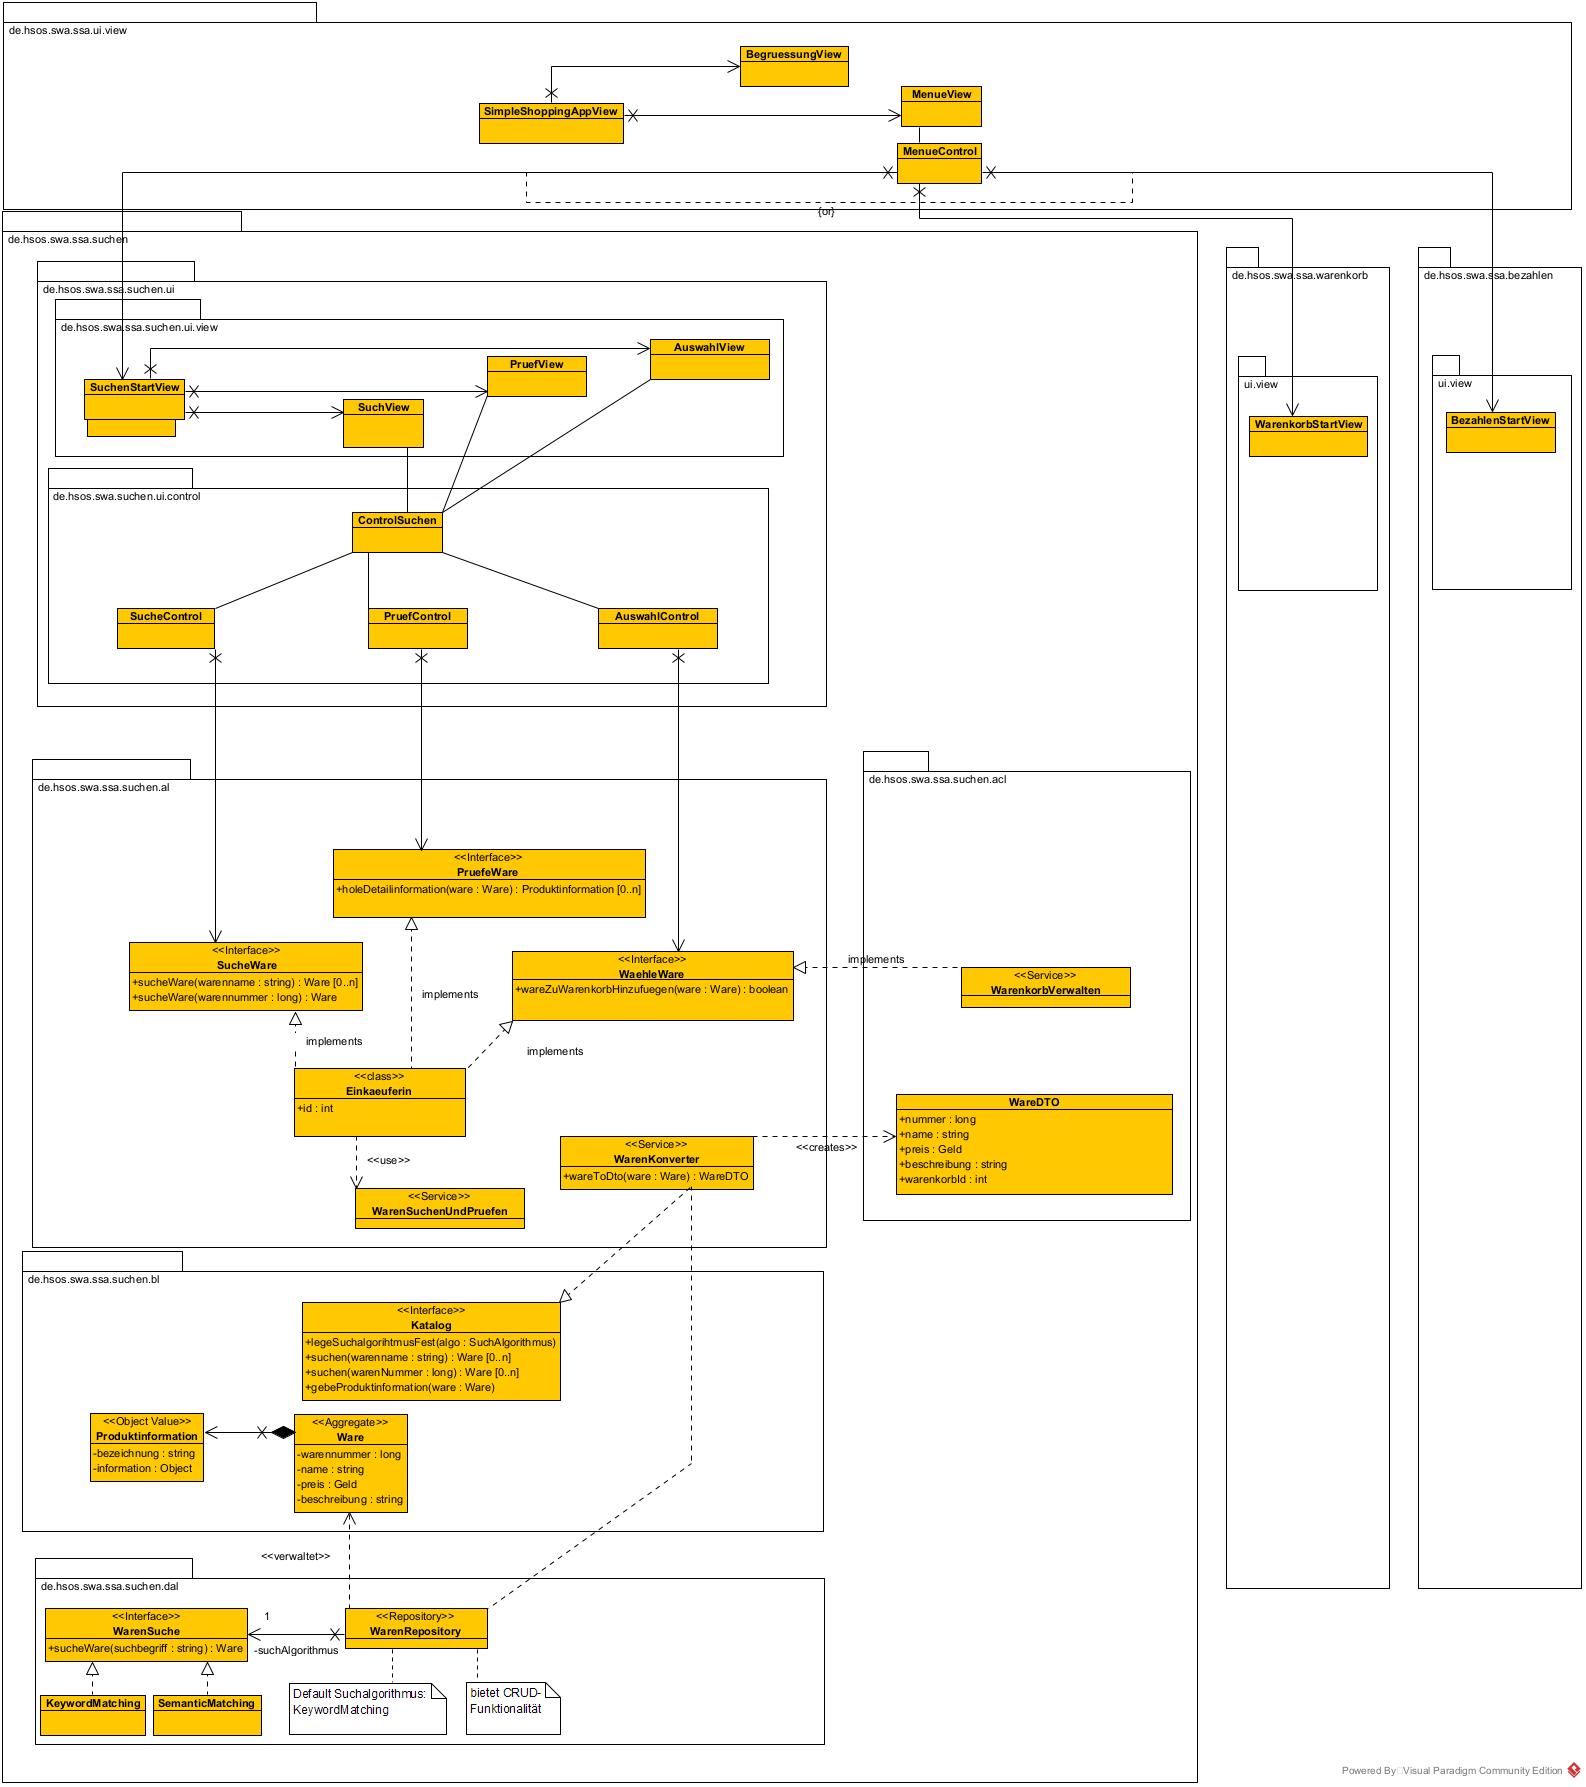 de.hsos.swa.ssa.ui.view
BegruessungView
SimpleShoppingAppView
MenueView
MenueControl
{or}
de.hsos.swa.ssa.suchen
de.hsos.swa.ssa.suchen.ui
de.hsos.swa.ssa.suchen.ui.view
SuchenStartView
SuchView
PruefView
AuswahlView
de.hsos.swa.suchen.ui.control
ControlSuchen
SucheControl
PruefControl
AuswahlControl
de.hsos.swa.ssa.warenkorb
ui.view
WarenkorbStartView
de.hsos.swa.ssa.bezahlen
ui.view
BezahlenStartView
de.hsos.swa.ssa.suchen.al
<<Interface>>
PruefeWare
+holeDetailinformation(ware : Ware) : Produktinformation [0..n]
<<Interface>>
SucheWare
+sucheWare(warenname : string) : Ware [0..n]
+sucheWare(warennummer : long) : Ware
<<Interface>>
WaehleWare
+wareZuWarenkorbHinzufuegen(ware : Ware) : boolean
implements
implements
implements
implements
<<class>>
Einkaeuferin
+id : int
<<use>>
<<Service>>
WarenSuchenUndPruefen
<<Service>>
WarenKonverter
+wareToDto(ware : Ware) : WareDTO
<<creates>>
de.hsos.swa.ssa.suchen.acl
<<Service>>
WarenkorbVerwalten
WareDTO
+nummer : long
+name : string
+preis : Geld
+beschreibung : string
+warenkorbId : int
de.hsos.swa.ssa.suchen.bl
<<Interface>>
Katalog
+legeSuchalgorihtmusFest(algo : SuchAlgorithmus)
+suchen(warenname : string) : Ware [0..n]
+suchen(warenNummer : long) : Ware [0..n]
+gebeProduktinformation(ware : Ware)
<<Object Value>>
Produktinformation
-bezeichnung : string
-information : Object
<<Aggregate>>
Ware
-warennummer : long
-name : string
-preis : Geld
-beschreibung : string
<<verwaltet>>
de.hsos.swa.ssa.suchen.dal
<<Interface>>
WarenSuche
+sucheWare(suchbegriff : string) : Ware
1
-suchAlgorithmus
<<Repository>>
WarenRepository
KeywordMatching
SemanticMatching
Default Suchalgorithmus:
KeywordMatching
bietet CRUD-
Funktionalität
Powered By Visual Paradigm Community Edition